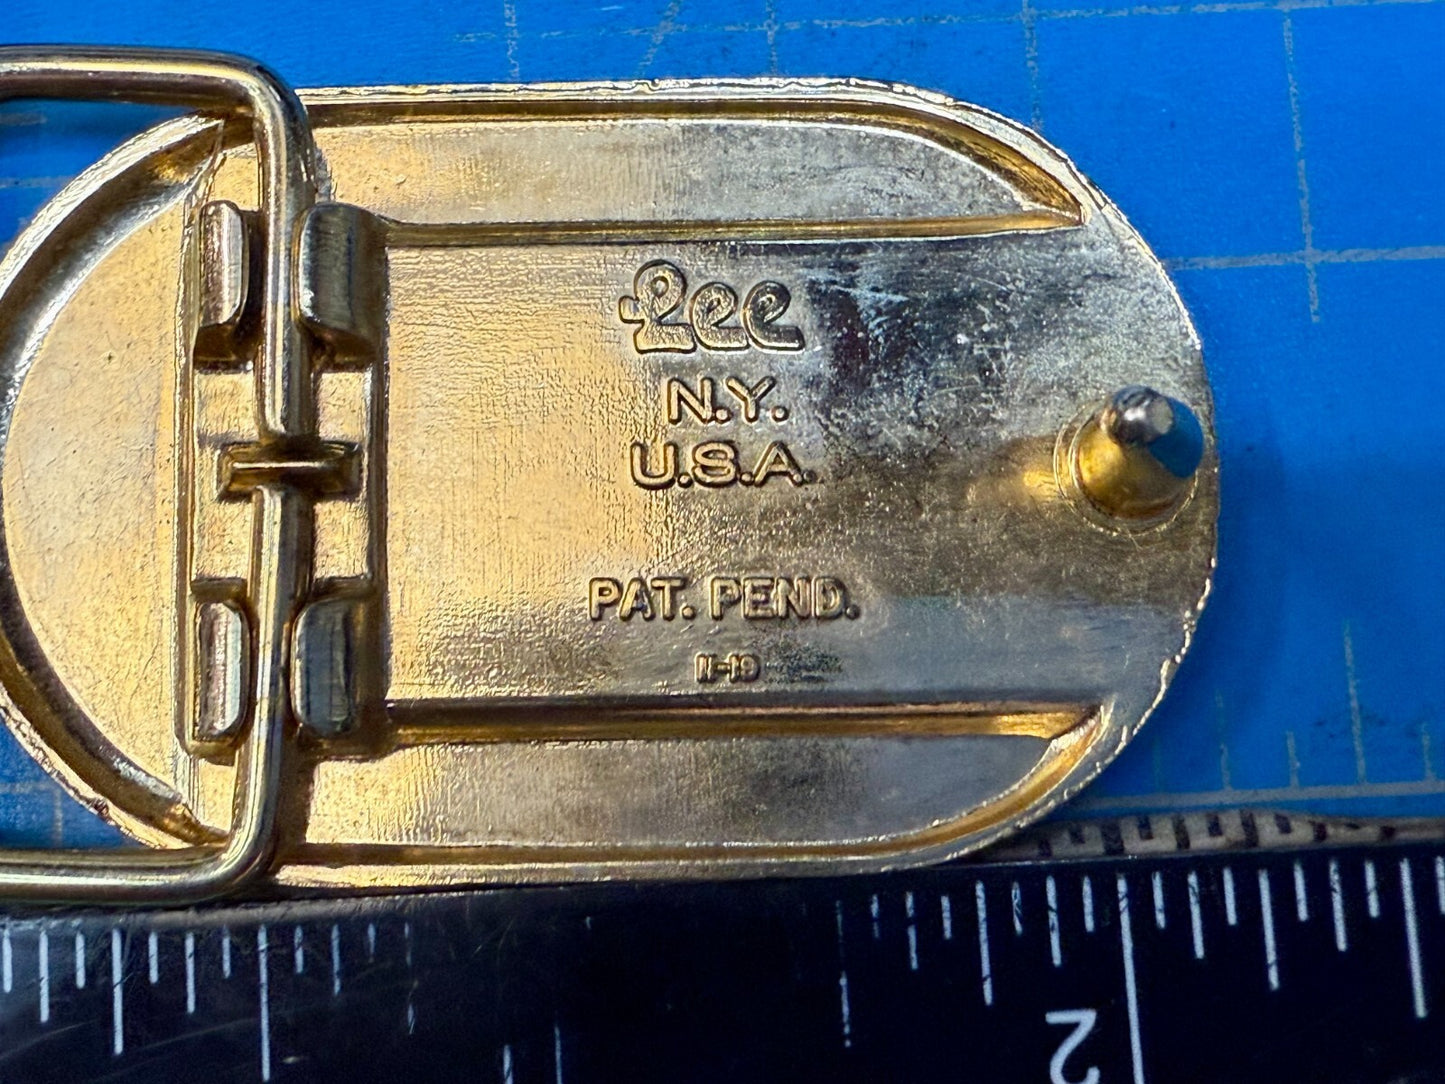 Lee
N.Y.
U.S.A.
PAT. PEND.
11-19
2